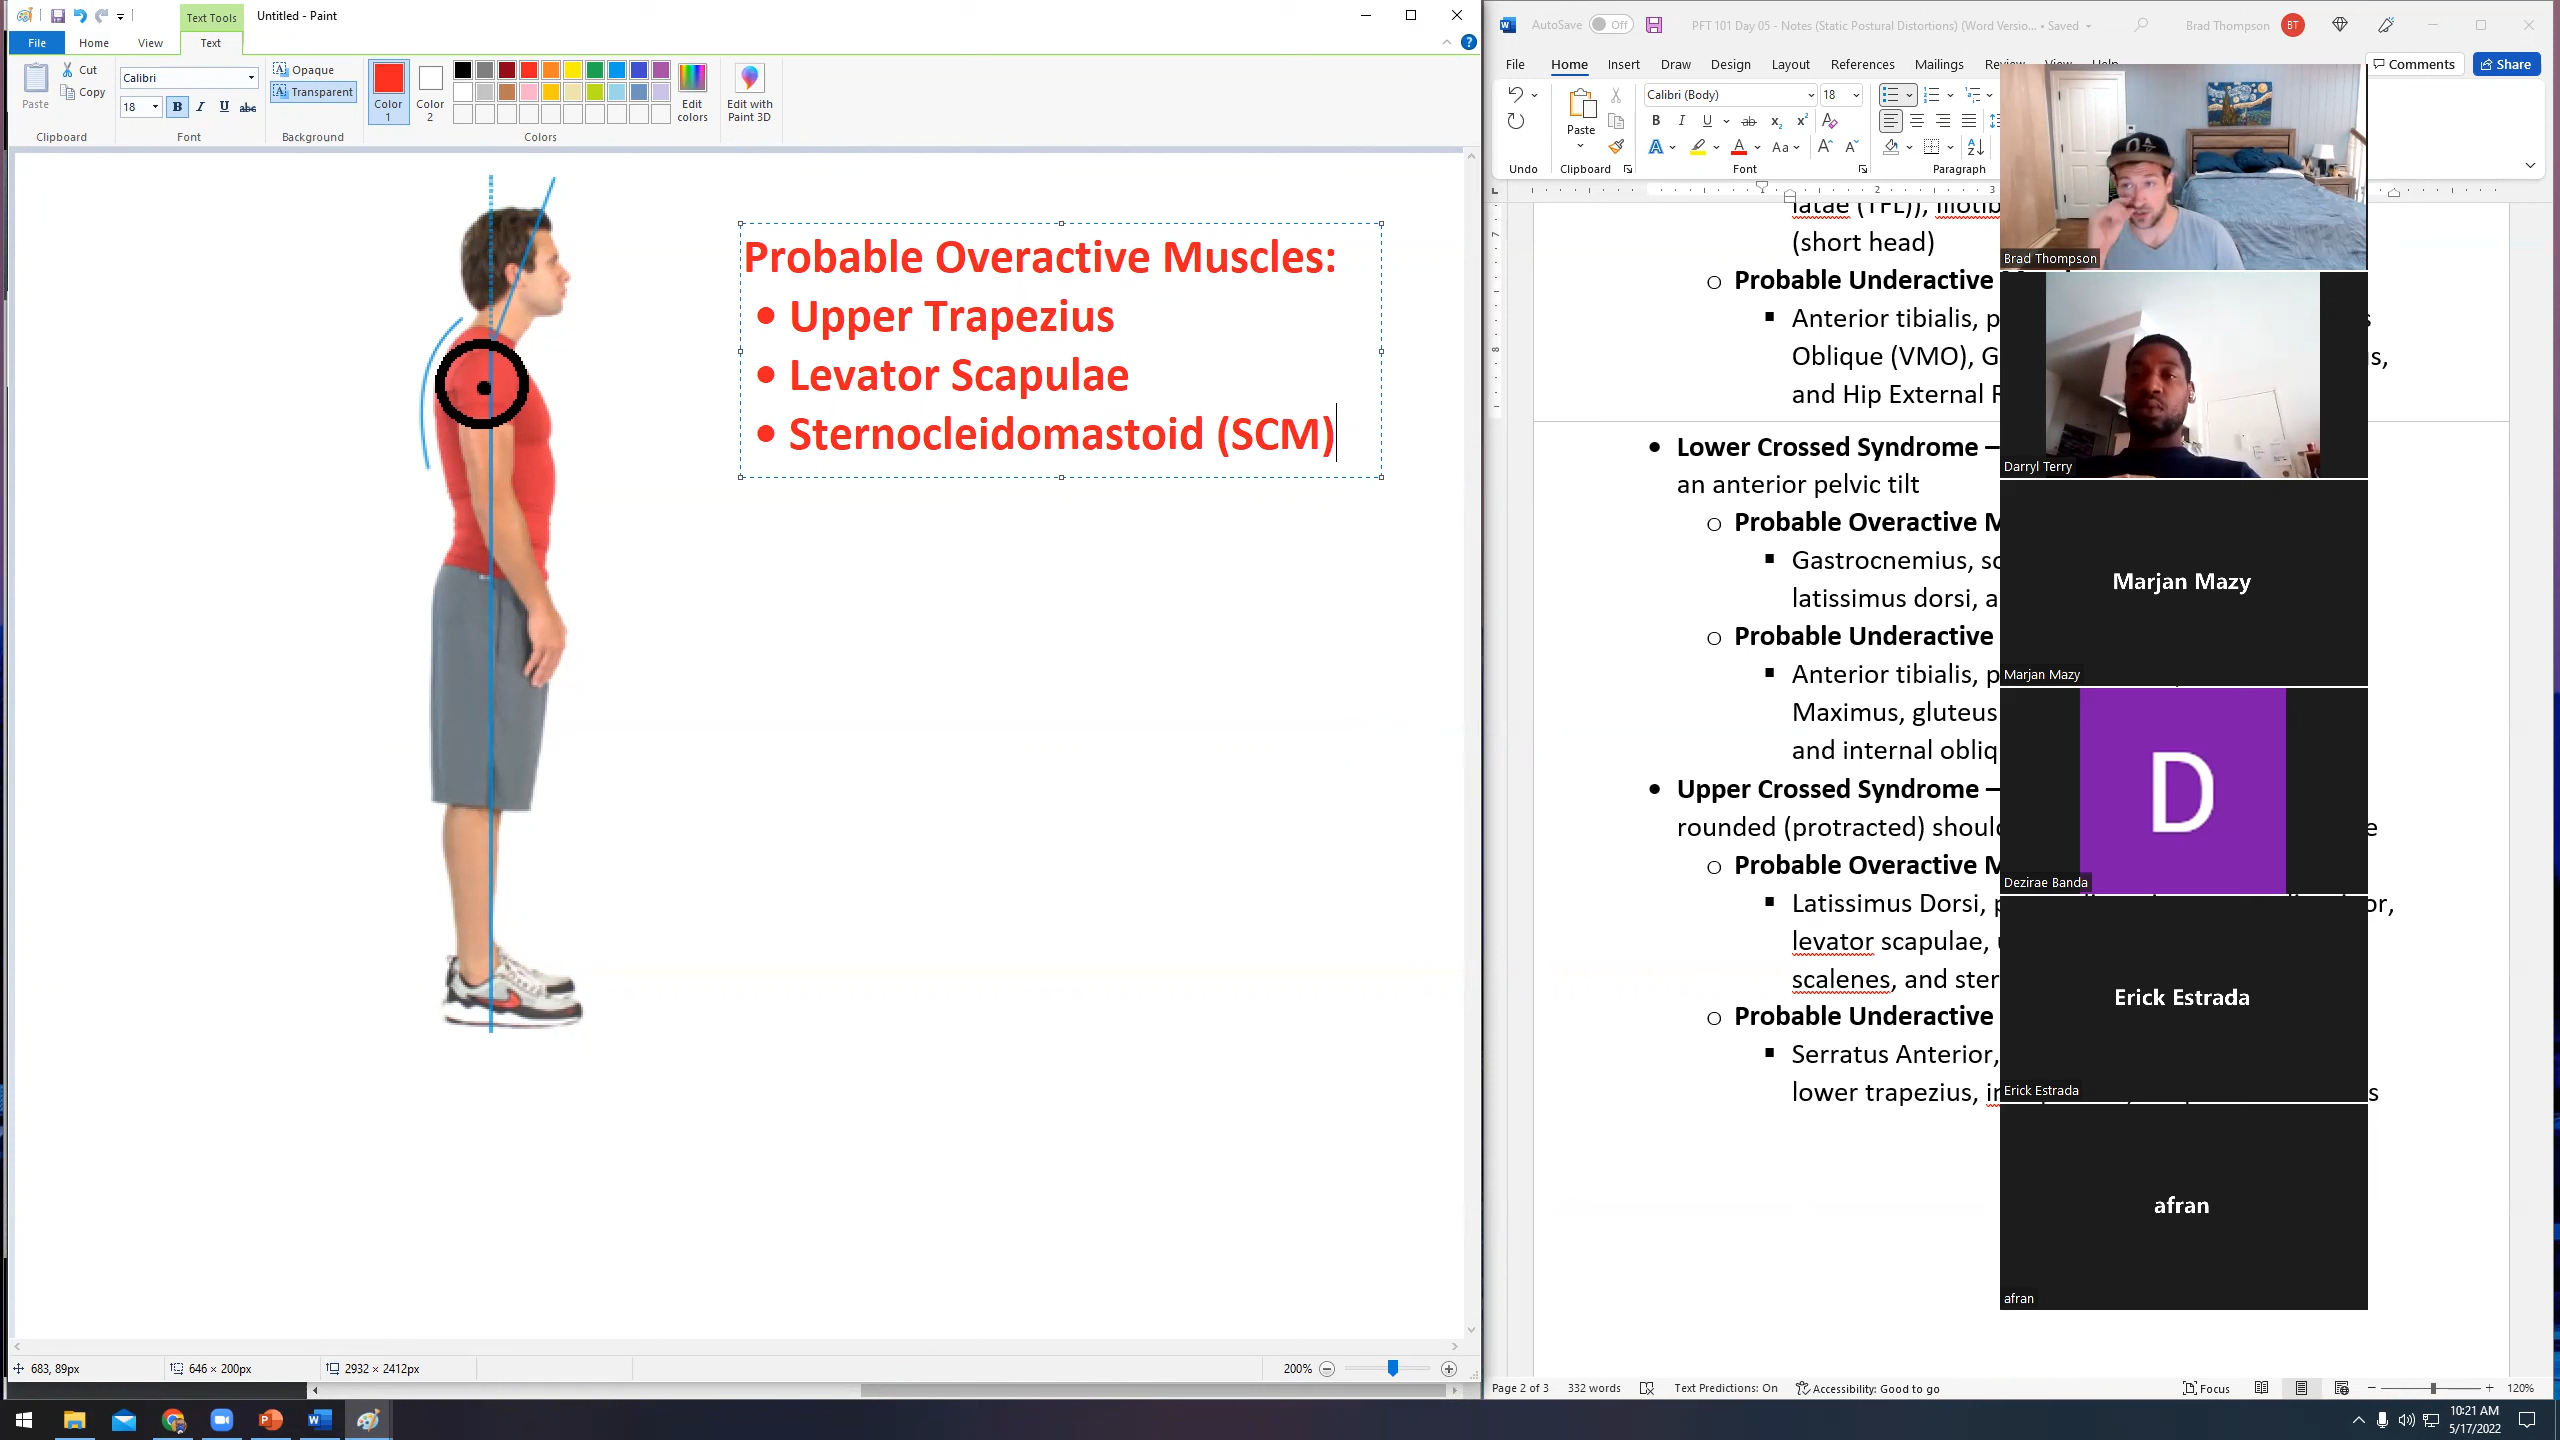 Text Tools
Untitled - Paint
File
Home
View
Text
Paste
Cut
Copy
Clipboard
Calibri
18
B I U abc
Font
Opaque
Transparent
Background
Color 1
Color 2
Edit colors
Edit with Paint 3D
Colors
Probable Overactive Muscles:
• Upper Trapezius
• Levator Scapulae
• Sternocleidomastoid (SCM)
683, 89px
646 × 200px
2932 × 2412px
200%
AutoSave Off
PFT 101 Day 05 - Notes (Static Postural Distortions) (Word Versio... • Saved
Brad Thompson
BT
File Home Insert Draw Design Layout References Mailings Review View Help
Comments
Share
Calibri (Body)
18
Paste
Undo
Clipboard
Font
Paragraph
latae (TFL)),
(short head)
o Probable Underactive
▪ Anterior tibialis,
Oblique (VMO),
and Hip External
• Lower Crossed Syndrome –
an anterior pelvic tilt
o Probable Overactive
▪ Gastrocnemius,
latissimus dorsi,
o Probable Underactive
▪ Anterior tibialis,
Maximus, gluteus
and internal
• Upper Crossed Syndrome –
rounded (protracted)
o Probable Overactive
▪ Latissimus Dorsi,
levator scapulae,
scalenes, and
o Probable Underactive
▪ Serratus Anterior,
lower trapezius,
Brad Thompson
Darryl Terry
Marjan Mazy
Marjan Mazy
D
Dezirae Banda
Erick Estrada
Erick Estrada
afran
afran
Page 2 of 3
332 words
Text Predictions: On
Accessibility: Good to go
Focus
120%
10:21 AM
5/17/2022